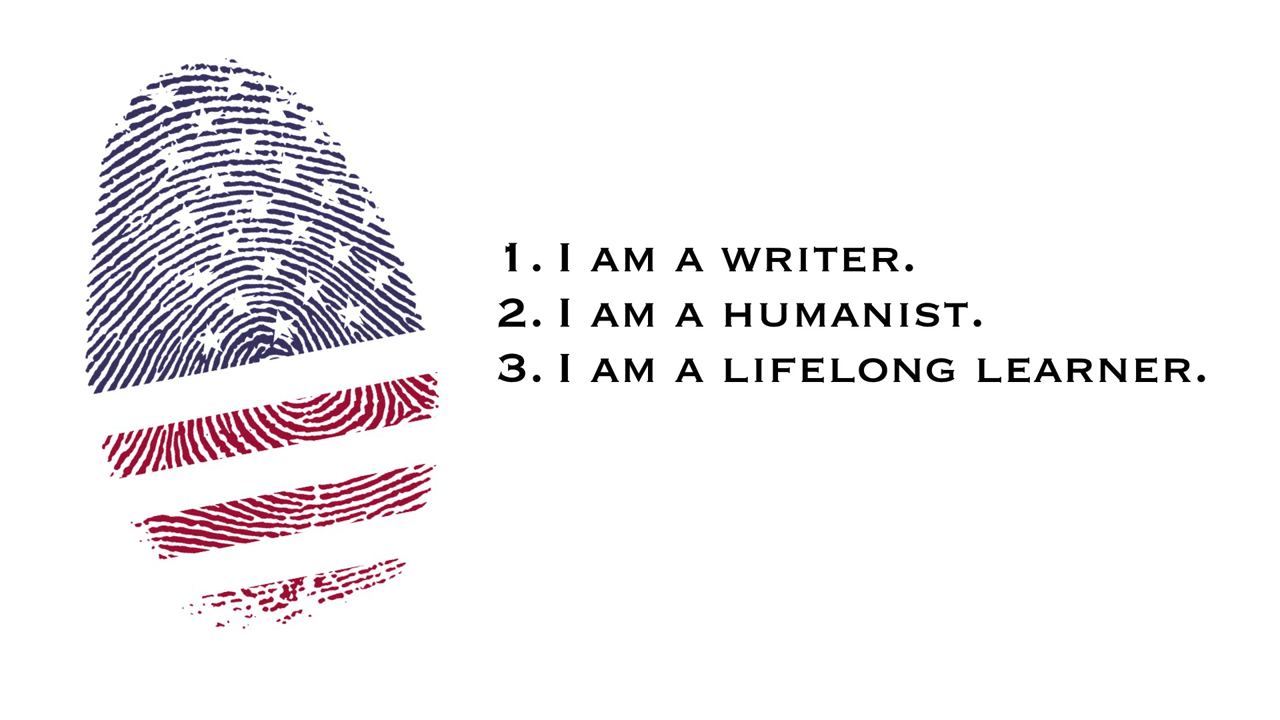 1. I am a writer.
2. I am a humanist.
3. I am a lifelong learner.